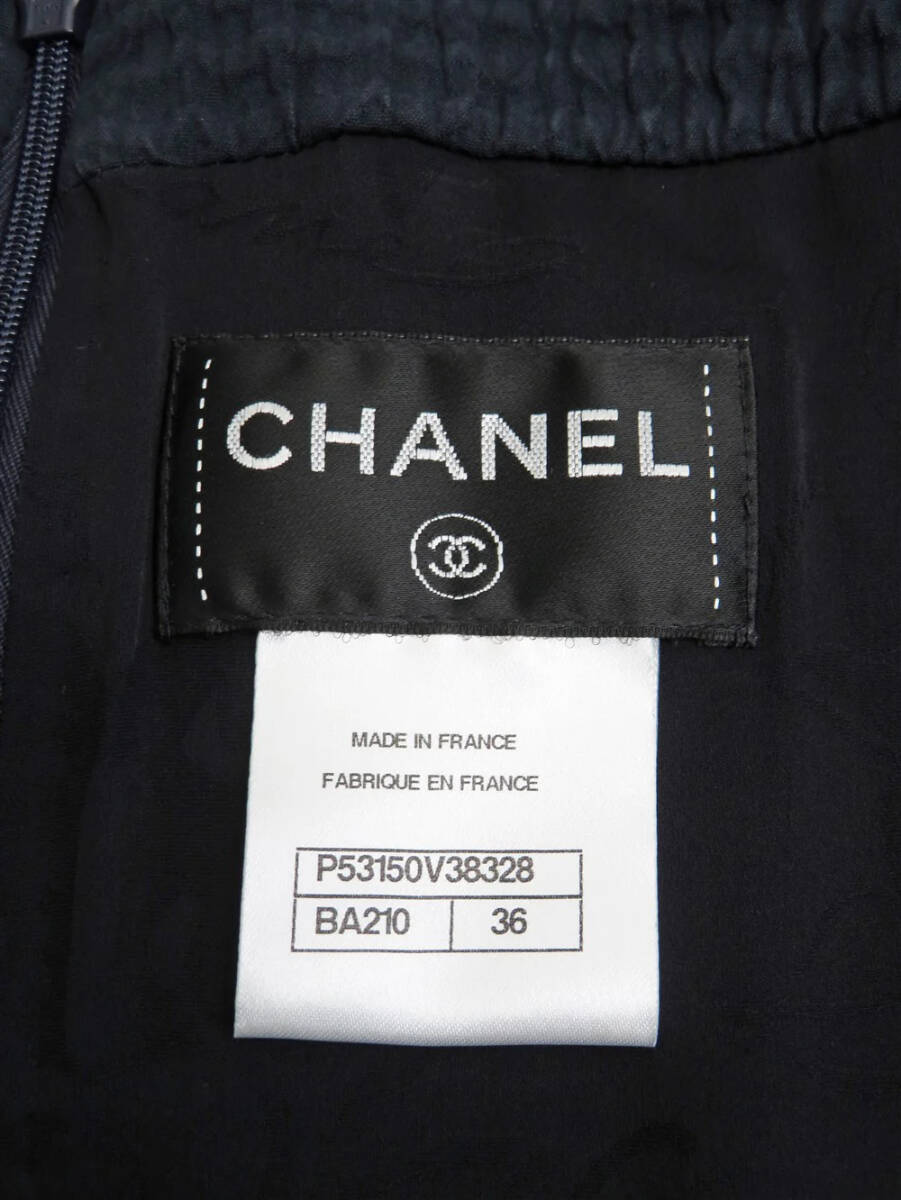 CHANEL
MADE IN FRANCE
FABRIQUE EN FRANCE
P53150V38328
BA210 36